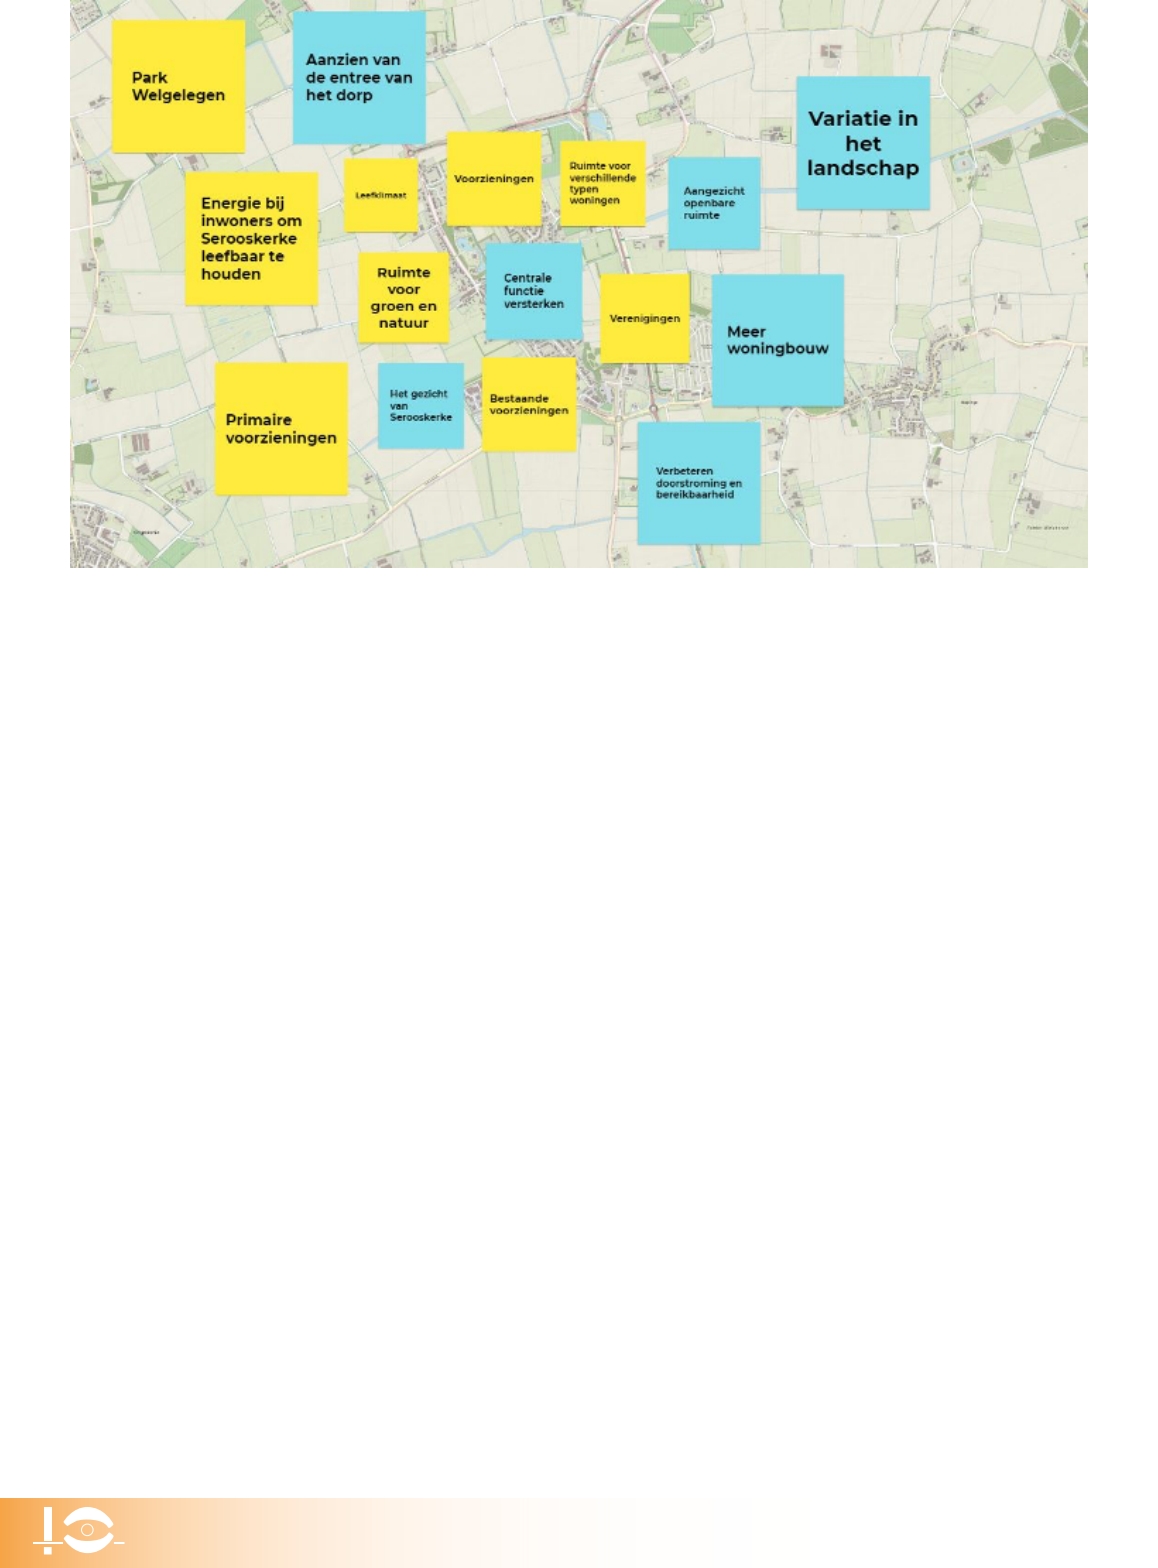 Park
Welgelegen
Aanzien van
de entree van
het dorp
Variatie in
het
landschap
Energie bij
inwoners om
Serooskerke
leefbaar te
houden
Leefklimaat
Voorzieningen
Ruimte voor
verschillende
typen
woningen
Aangezicht
openbare
ruimte
Ruimte
voor
groen en
natuur
Centrale
functie
versterken
Verenigingen
Meer
woningbouw
Primaire
voorzieningen
Het gezicht
van
Serooskerke
Bestaande
voorzieningen
Verbeteren
doorstroming en
bereikbaarheid